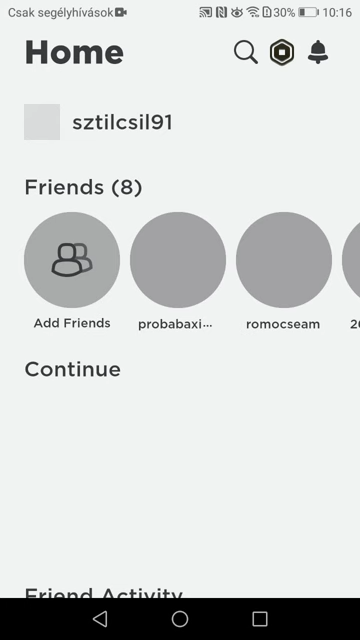 Csak segélyhívások
30%
10:16
Home
sztilcsil91
Friends (8)
Add Friends
probabaxi...
romocseam
Continue
Friend Activity